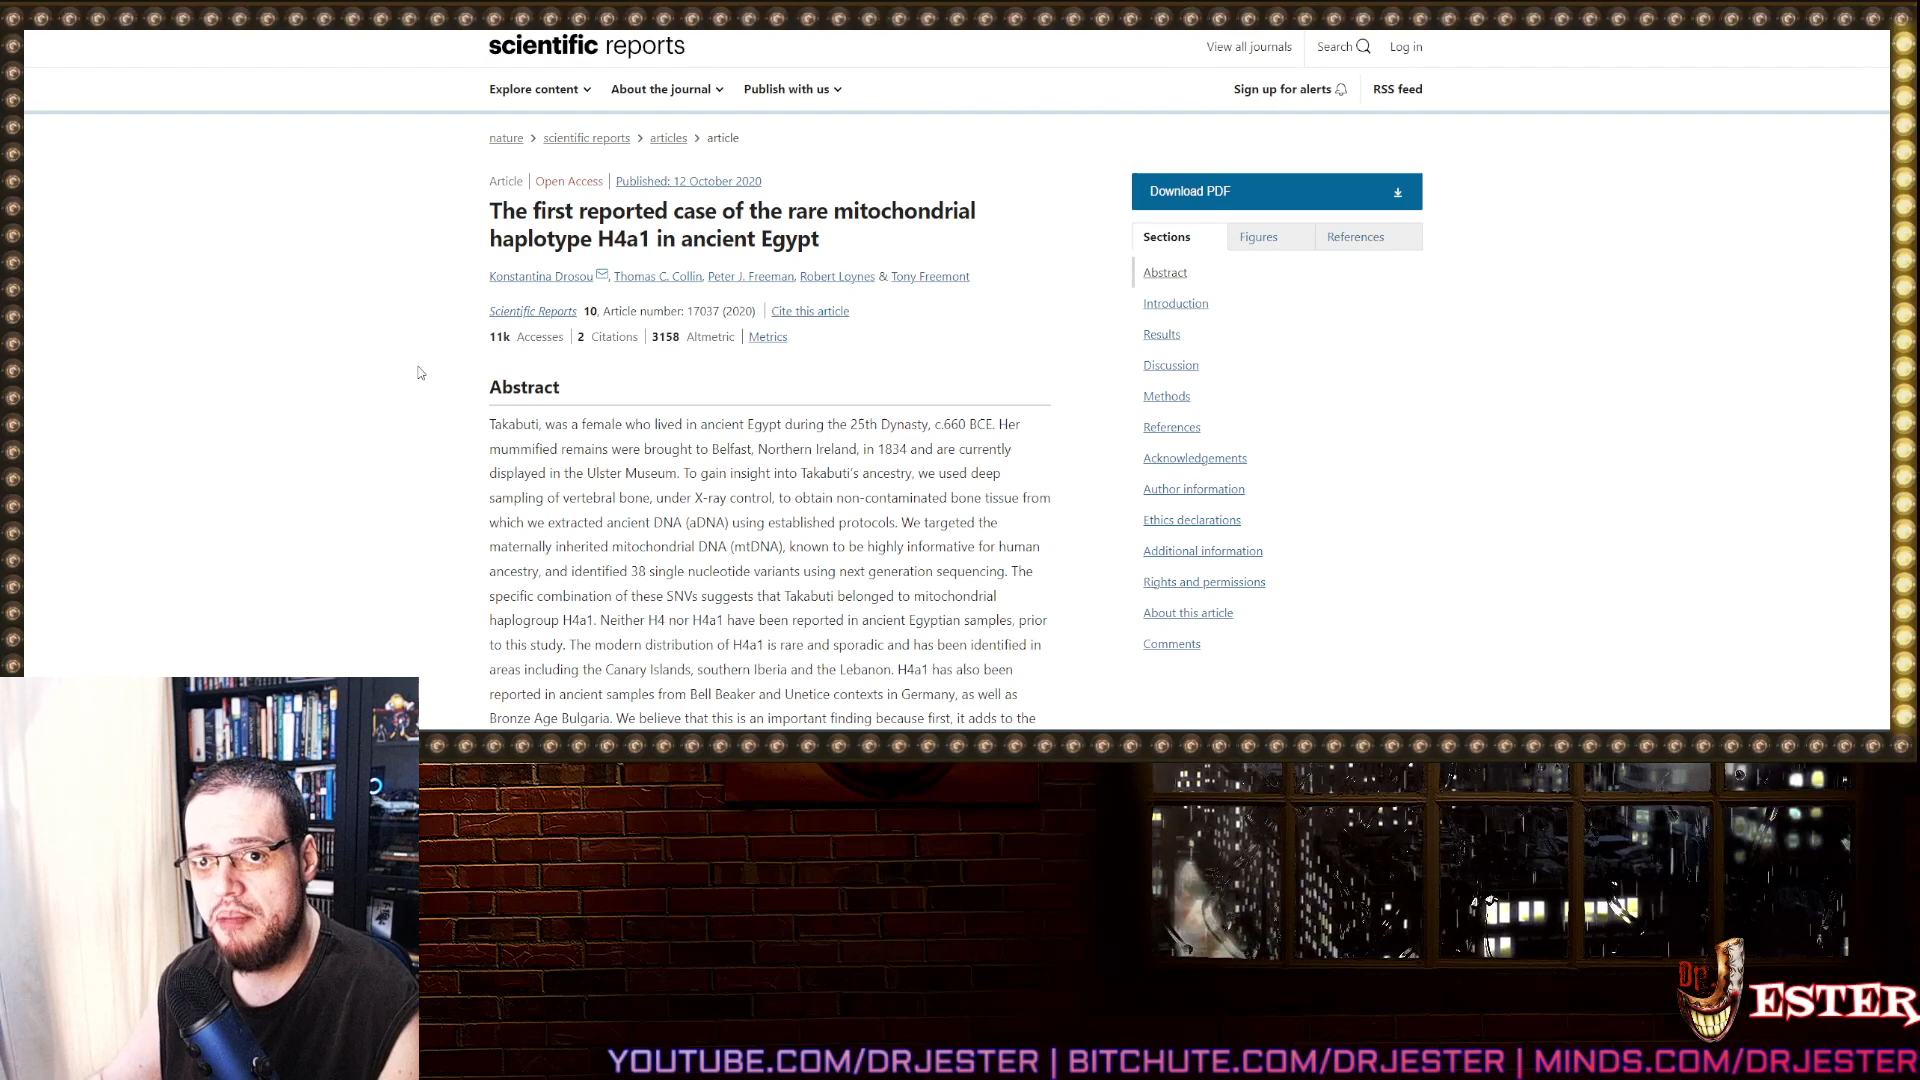 scientific reports
View all journals
Search
Log in
Explore content
About the journal
Publish with us
Sign up for alerts
RSS feed
nature > scientific reports > articles > article
Article | Open Access | Published: 12 October 2020
The first reported case of the rare mitochondrial
haplotype H4a1 in ancient Egypt
Konstantina Drosou, Thomas C. Collin, Peter J. Freeman, Robert Loynes & Tony Freemont
Scientific Reports 10, Article number: 17037 (2020) | Cite this article
11k Accesses | 2 Citations | 3158 Altmetric | Metrics
Abstract
Takabuti, was a female who lived in ancient Egypt during the 25th Dynasty, c.660 BCE. Her
mummified remains were brought to Belfast, Northern Ireland, in 1834 and are currently
displayed in the Ulster Museum. To gain insight into Takabuti's ancestry, we used deep
sampling of vertebral bone, under X-ray control, to obtain non-contaminated bone tissue from
which we extracted ancient DNA (aDNA) using established protocols. We targeted the
maternally inherited mitochondrial DNA (mtDNA), known to be highly informative for human
ancestry, and identified 38 single nucleotide variants using next generation sequencing. The
specific combination of these SNVs suggests that Takabuti belonged to mitochondrial
haplogroup H4a1. Neither H4 nor H4a1 have been reported in ancient Egyptian samples, prior
to this study. The modern distribution of H4a1 is rare and sporadic and has been identified in
areas including the Canary Islands, southern Iberia and the Lebanon. H4a1 has also been
reported in ancient samples from Bell Beaker and Unetice contexts in Germany, as well as
Bronze Age Bulgaria. We believe that this is an important finding because first, it adds to the
Download PDF
Sections
Figures
References
Abstract
Introduction
Results
Discussion
Methods
References
Acknowledgements
Author information
Ethics declarations
Additional information
Rights and permissions
About this article
Comments
Dr JESTER
YOUTUBE.COM/DRJESTER | BITCHUTE.COM/DRJESTER | MINDS.COM/DRJESTER